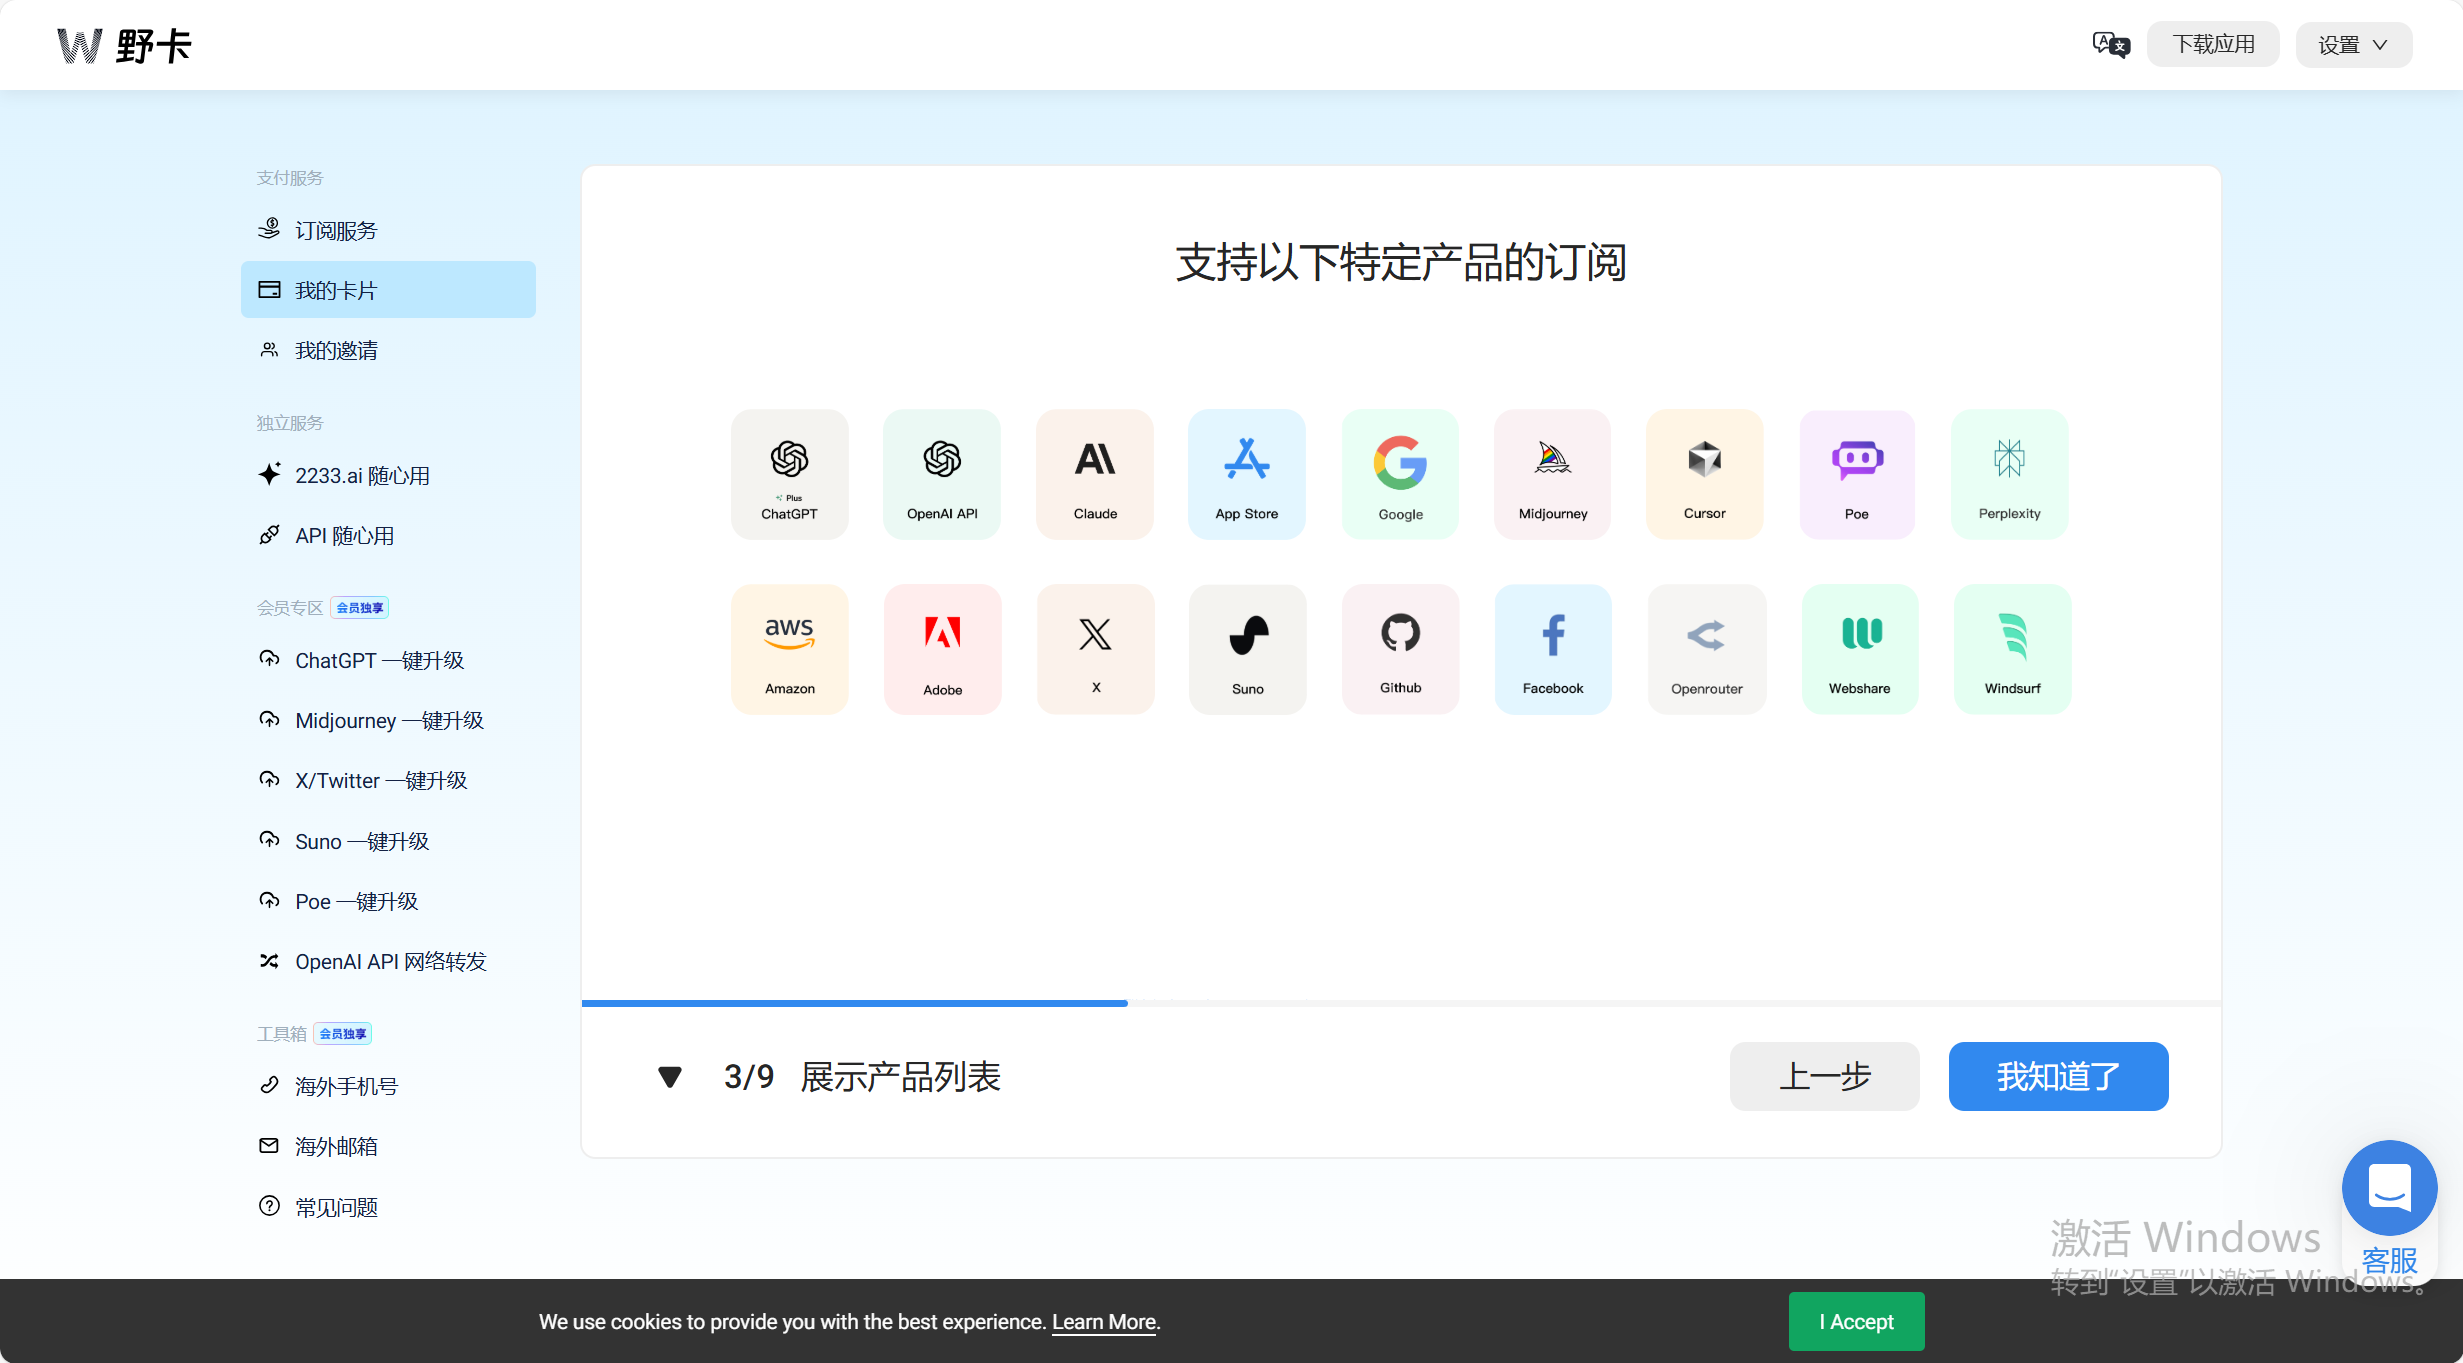 W 野卡
下载应用
设置
支付服务
订阅服务
我的卡片
我的邀请
独立服务
2233.ai 随心用
API 随心用
会员专区 会员独享
ChatGPT 一键升级
Midjourney 一键升级
X/Twitter 一键升级
Suno 一键升级
Poe 一键升级
OpenAI API 网络转发
工具箱 会员独享
海外手机号
海外邮箱
常见问题
支持以下特定产品的订阅
Plus
ChatGPT
OpenAI API
Claude
App Store
Google
Midjourney
Cursor
Poe
Perplexity
aws
Amazon
Adobe
X
Suno
Github
Facebook
Openrouter
Webshare
Windsurf
3/9 展示产品列表
上一步
我知道了
客服
激活 Windows
转到“设置”以激活 Windows。
We use cookies to provide you with the best experience. Learn More.
I Accept